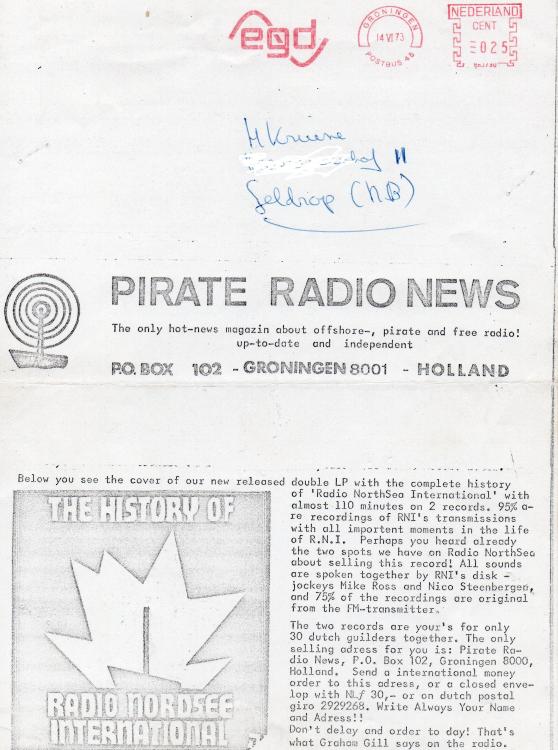 egd
GRONINGEN
14 VI 73
POSTBUS 45
NEDERLAND
CENT
025
H Kruine
11
Geldrop (NB)
PIRATE RADIO NEWS
The only hot-news magazin about offshore-, pirate and free radio!
up-to-date and independent
P.O. BOX 102 - GRONINGEN 8001 - HOLLAND
Below you see the cover of our new released double LP with the complete history
of 'Radio NorthSea International' with
almost 110 minutes on 2 records. 95% a-
re recordings of RNI's transmissions
with all importent moments in the life
of R.N.I. Perhaps you heard already
the two spots we have on Radio NorthSea
about selling this record! All sounds
are spoken together by RNI's disk -
jockeys Mike Ross and Nico Steenbergen,
and 75% of the recordings are original
from the FM-transmitter.
The two records are your's for only
30 dutch guilders together. The only
selling adress for you is: Pirate Ra-
dio News, P.O. Box 102, Groningen 8000,
Holland. Send a international money
order to this adress, or a closed enve-
lop with NLƒ 30,- or on dutch postal
giro 2929268. Write Always Your Name
and Adress!!
Don't delay and order to day! That's
what Graham Gill says on the radio.
THE HISTORY OF
RADIO NORDSEE
INTERNATIONAL